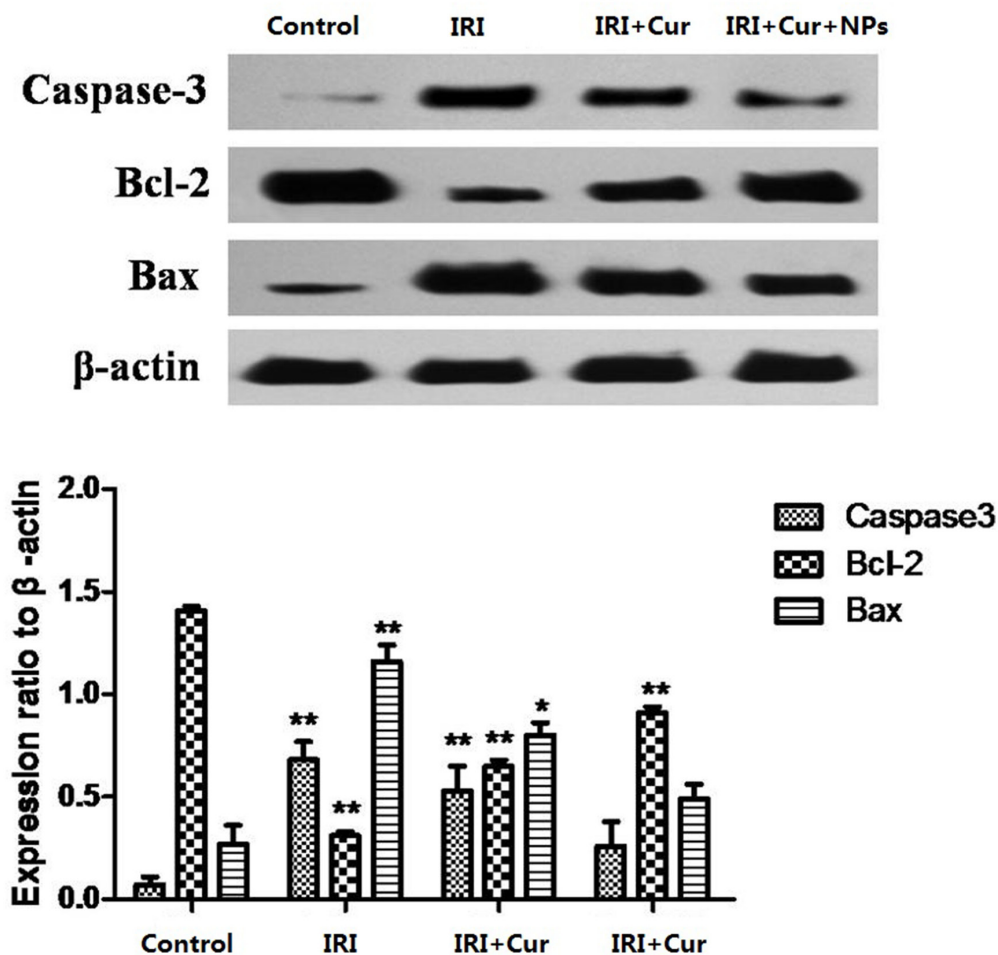 Control IRI IRI+Cur IRI+Cur+NPs
Caspase-3
Bcl-2
Bax
β-actin
Expression ratio to β -actin
2.0
1.5
1.0
0.5
0.0
** ** **
** ** *
**
Caspase3
Bcl-2
Bax
Control IRI IRI+Cur IRI+Cur